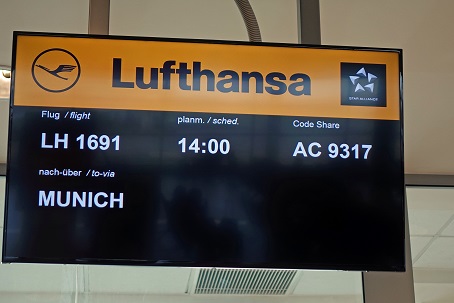 Lufthansa
STAR ALLIANCE
Flug / flight planm. / sched. Code Share
LH 1691 14:00 AC 9317
nach-über / to-via
MUNICH